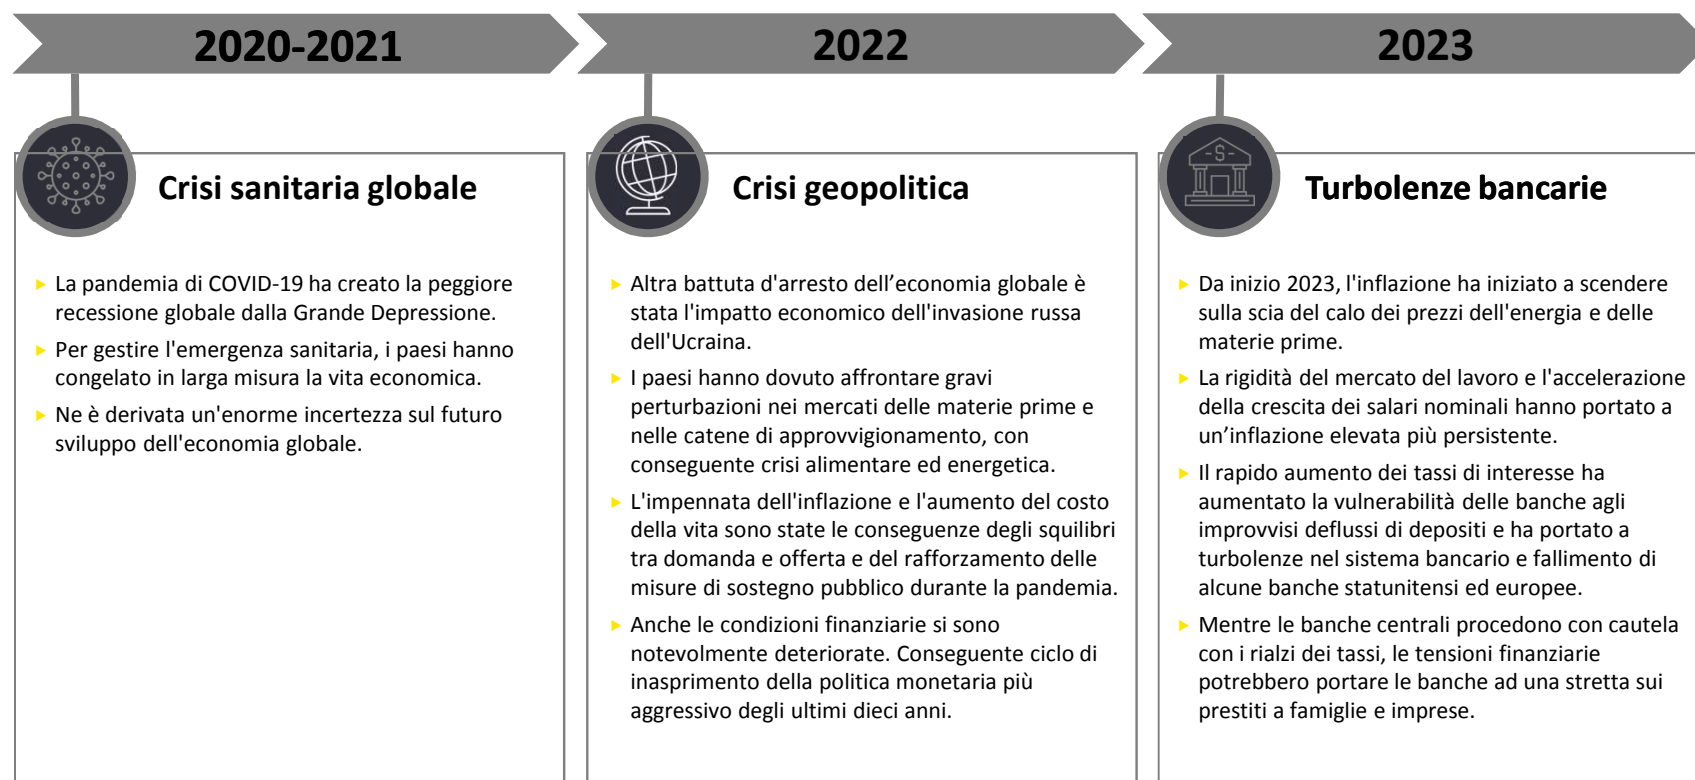 2020-2021
2022
2023
Crisi sanitaria globale
▸ La pandemia di COVID-19 ha creato la peggiore
recessione globale dalla Grande Depressione.
▸ Per gestire l'emergenza sanitaria, i paesi hanno
congelato in larga misura la vita economica.
▸ Ne è derivata un'enorme incertezza sul futuro
sviluppo dell'economia globale.
Crisi geopolitica
▸ Altra battuta d'arresto dell’economia globale è
stata l'impatto economico dell'invasione russa
dell'Ucraina.
▸ I paesi hanno dovuto affrontare gravi
perturbazioni nei mercati delle materie prime e
nelle catene di approvvigionamento, con
conseguente crisi alimentare ed energetica.
▸ L'impennata dell'inflazione e l'aumento del costo
della vita sono state le conseguenze degli squilibri
tra domanda e offerta e del rafforzamento delle
misure di sostegno pubblico durante la pandemia.
▸ Anche le condizioni finanziarie si sono
notevolmente deteriorate. Conseguente ciclo di
inasprimento della politica monetaria più
aggressivo degli ultimi dieci anni.
-$-
Turbolenze bancarie
▸ Da inizio 2023, l'inflazione ha iniziato a scendere
sulla scia del calo dei prezzi dell'energia e delle
materie prime.
▸ La rigidità del mercato del lavoro e l'accelerazione
della crescita dei salari nominali hanno portato a
un’inflazione elevata più persistente.
▸ Il rapido aumento dei tassi di interesse ha
aumentato la vulnerabilità delle banche agli
improvvisi deflussi di depositi e ha portato a
turbolenze nel sistema bancario e fallimento di
alcune banche statunitensi ed europee.
▸ Mentre le banche centrali procedono con cautela
con i rialzi dei tassi, le tensioni finanziarie
potrebbero portare le banche ad una stretta sui
prestiti a famiglie e imprese.